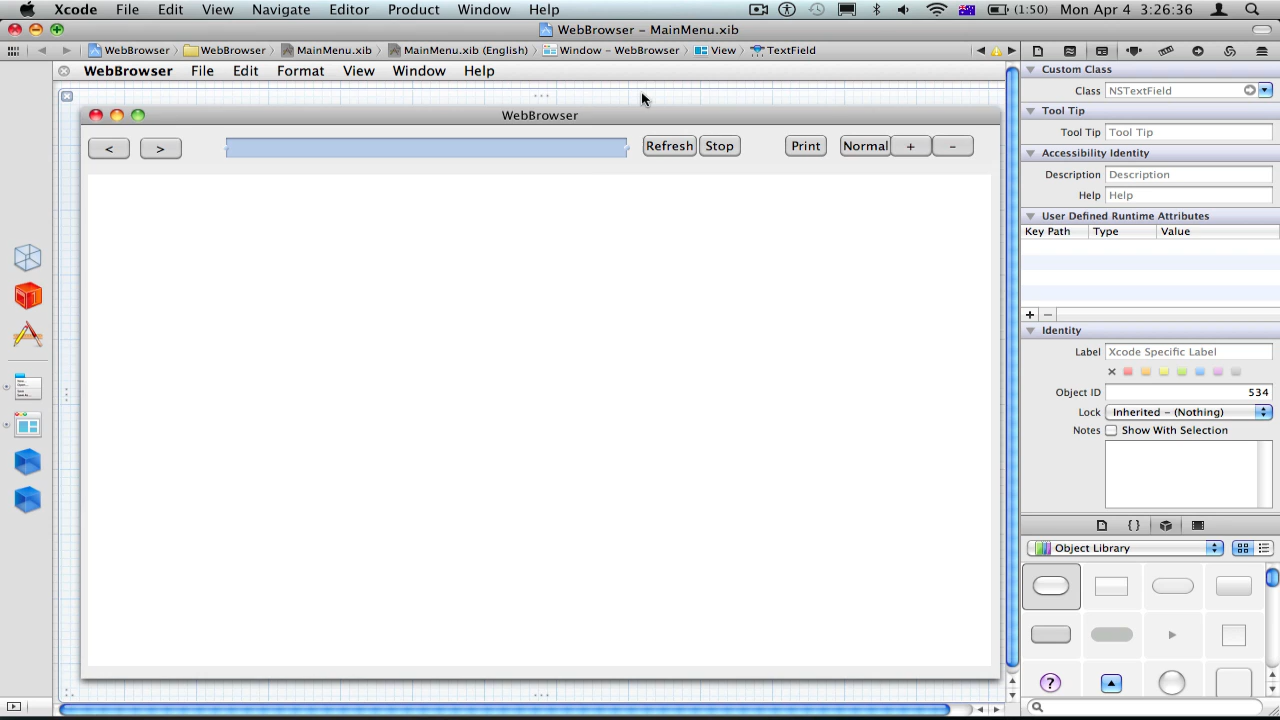 Xcode File Edit View Navigate Editor Product Window Help (1:50) Mon Apr 4 3:26:36
WebBrowser – MainMenu.xib
WebBrowser WebBrowser MainMenu.xib MainMenu.xib (English) Window – WebBrowser View TextField
WebBrowser File Edit Format View Window Help
WebBrowser
< > Refresh Stop Print Normal + -
Custom Class
Class NSTextField
Tool Tip
Tool Tip Tool Tip
Accessibility Identity
Description Description
Help Help
User Defined Runtime Attributes
Key Path Type Value
+ −
Identity
Label Xcode Specific Label
Object ID 534
Lock Inherited – (Nothing)
Notes Show With Selection
{ }
Object Library
?